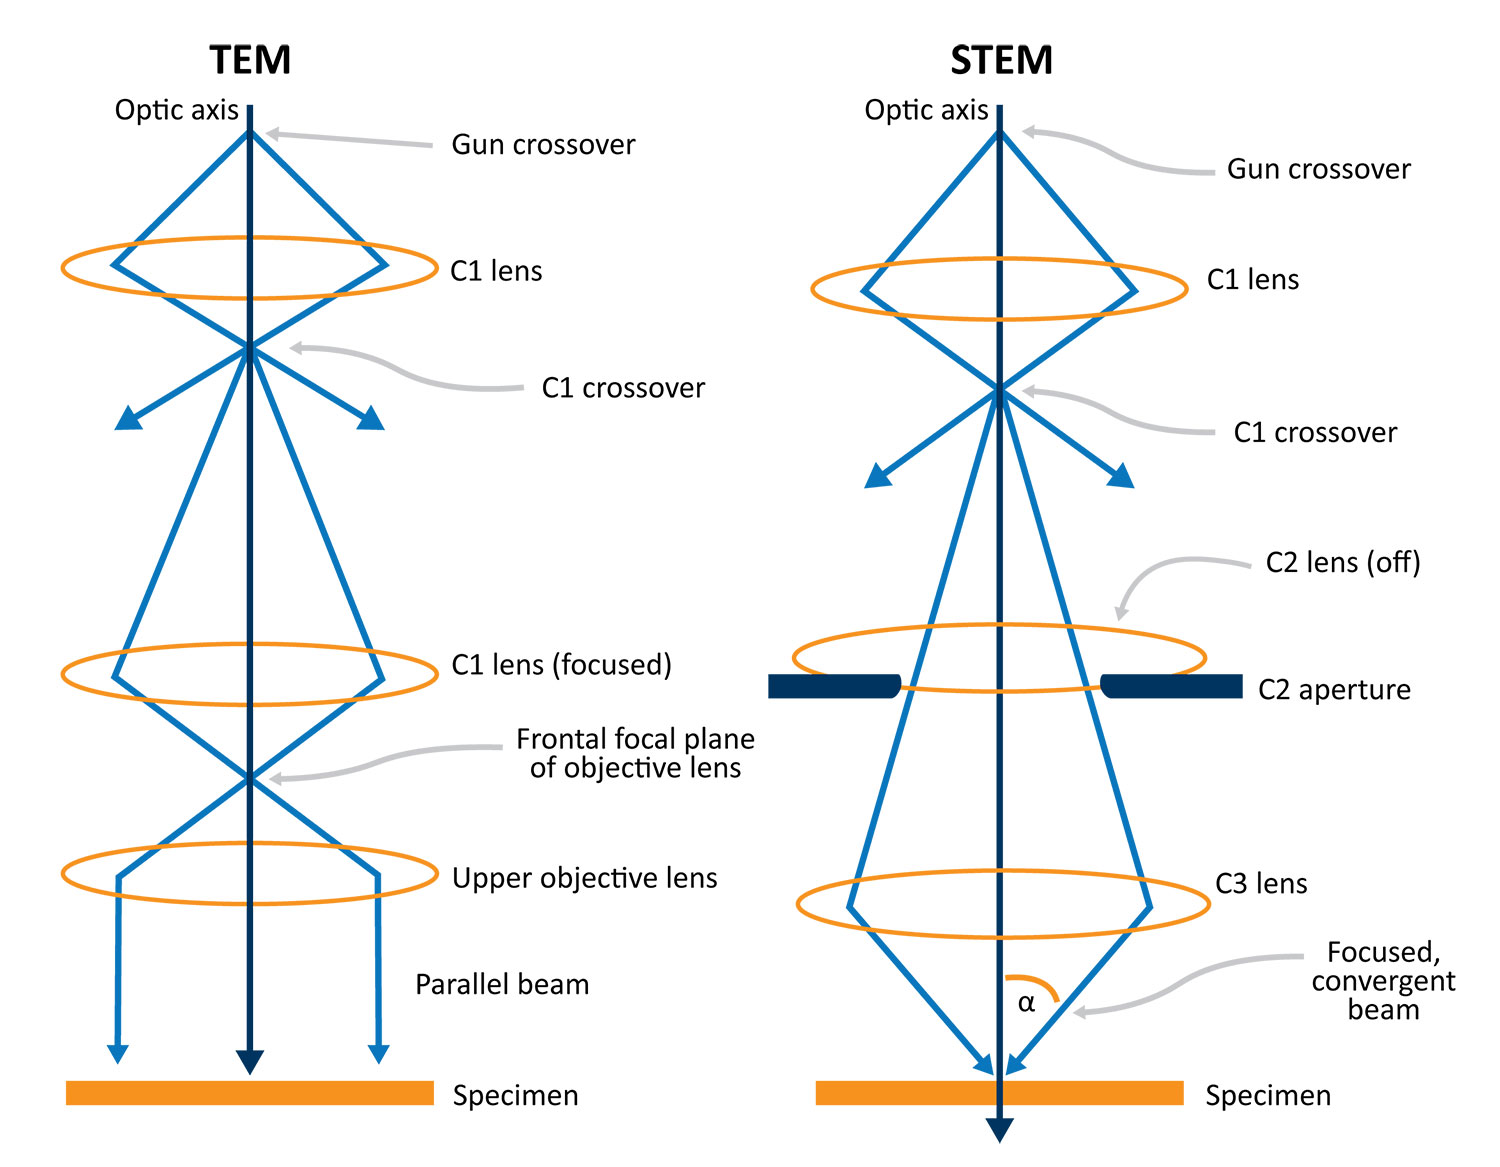 TEM
Optic axis
Gun crossover
C1 lens
C1 crossover
C1 lens (focused)
Frontal focal plane
of objective lens
Upper objective lens
Parallel beam
Specimen
STEM
Optic axis
Gun crossover
C1 lens
C1 crossover
C2 lens (off)
C2 aperture
C3 lens
Focused,
convergent
beam
α
Specimen